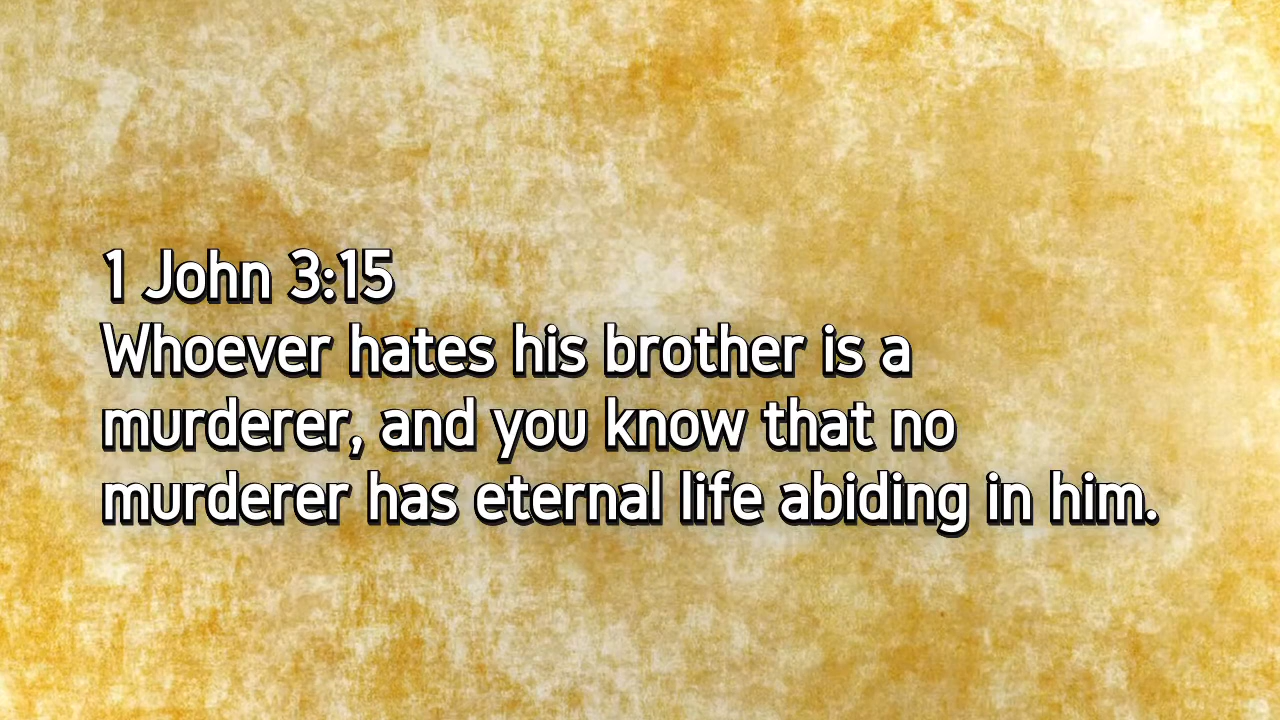 1 John 3:15
Whoever hates his brother is a
murderer, and you know that no
murderer has eternal life abiding in him.